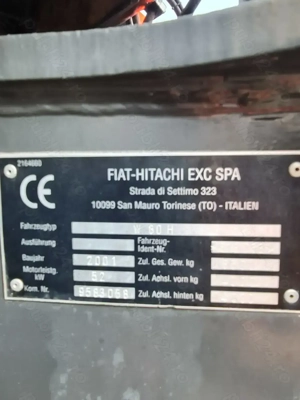 2164660
CE
FIAT-HITACHI EXC SPA
Strada di Settimo 323
10099 San Mauro Torinese (TO) - ITALIEN
Fahrzeugtyp W 50 H
Ausführung Fahrzeug-Ident-Nr.
Baujahr 2001 Zul. Ges. Gew. kg
Motorleistg. kW 52 Zul. Achsl. vorn kg
Kom. Nr. Zul. Achsl. hinten kg